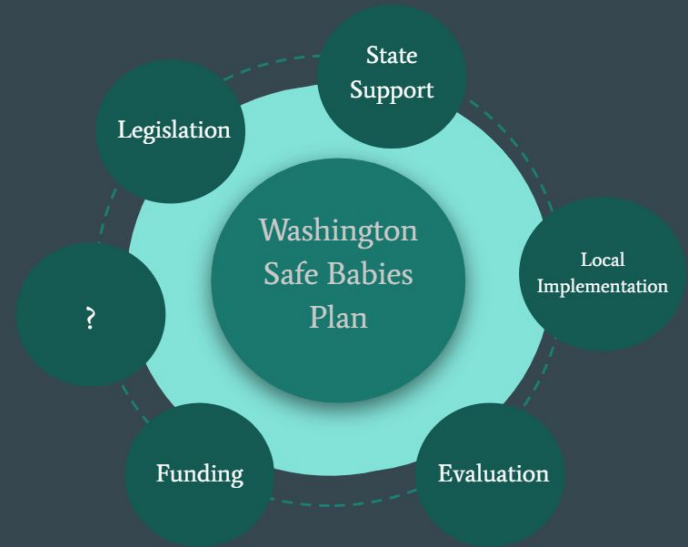 State
Support
Legislation
Washington
Safe Babies
Plan
Local
Implementation
?
Funding
Evaluation